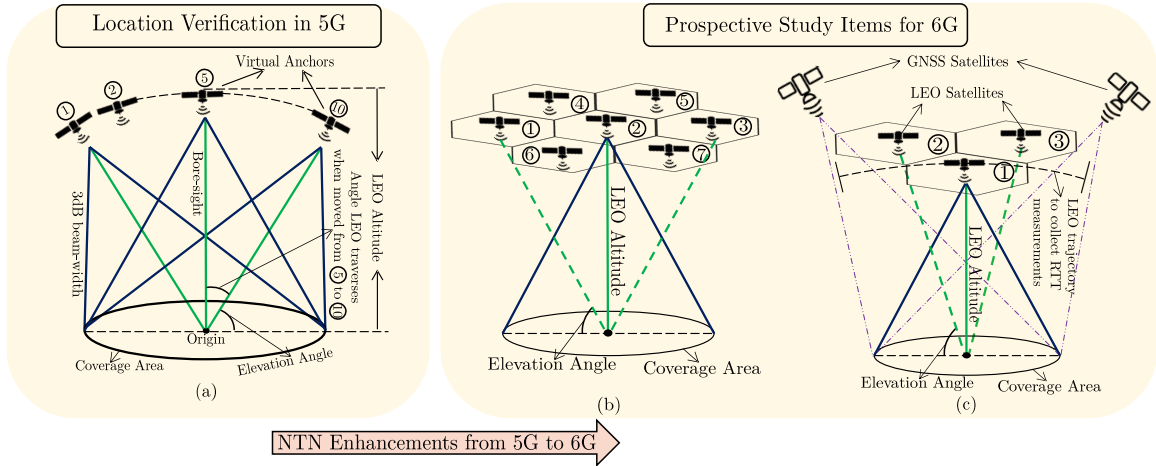 Location Verification in 5G
Virtual Anchors
1
2
5
10
3dB beam-width
Bore-sight
LEO Altitude
Angle LEO traverses
when moved from 5 to 10
Origin
Coverage Area
Elevation Angle
(a)
Prospective Study Items for 6G
4
5
1
2
3
6
7
LEO Altitude
Elevation Angle
Coverage Area
(b)
GNSS Satellites
LEO Satellites
2
3
1
LEO Altitude
LEO trajectory
to collect RTT
measurements
Elevation Angle
Coverage Area
(c)
NTN Enhancements from 5G to 6G